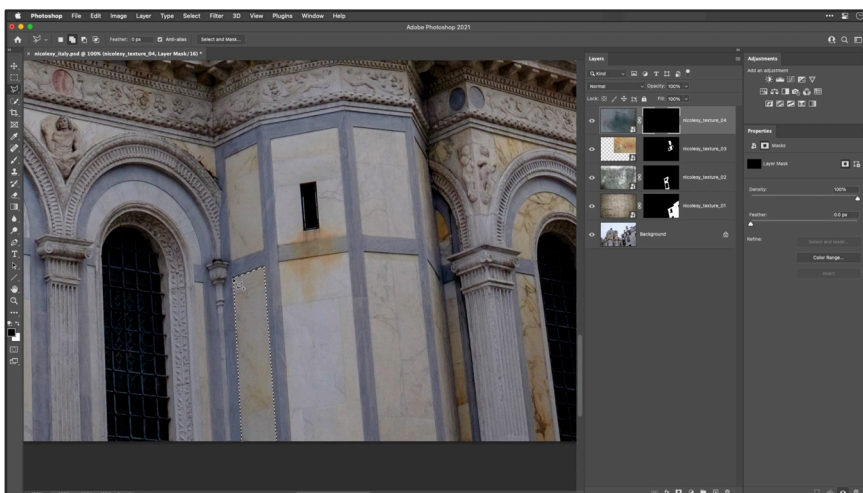 Photoshop File Edit Image Layer Type Select Filter 3D View Plugins Window Help
Adobe Photoshop 2021
Feather: 0 px Anti-alias Select and Mask...
× nicolesy_italy.psd @ 100% (nicolesy_texture_04, Layer Mask/16) *
Layers
Kind
Normal Opacity: 100%
Lock: Fill: 100%
nicolesy_texture_04
nicolesy_texture_03
nicolesy_texture_02
nicolesy_texture_01
Background
Adjustments
Add an adjustment
Properties
Masks
Layer Mask
Density: 100%
Feather: 0.0 px
Refine: Select and Mask...
Color Range...
Invert